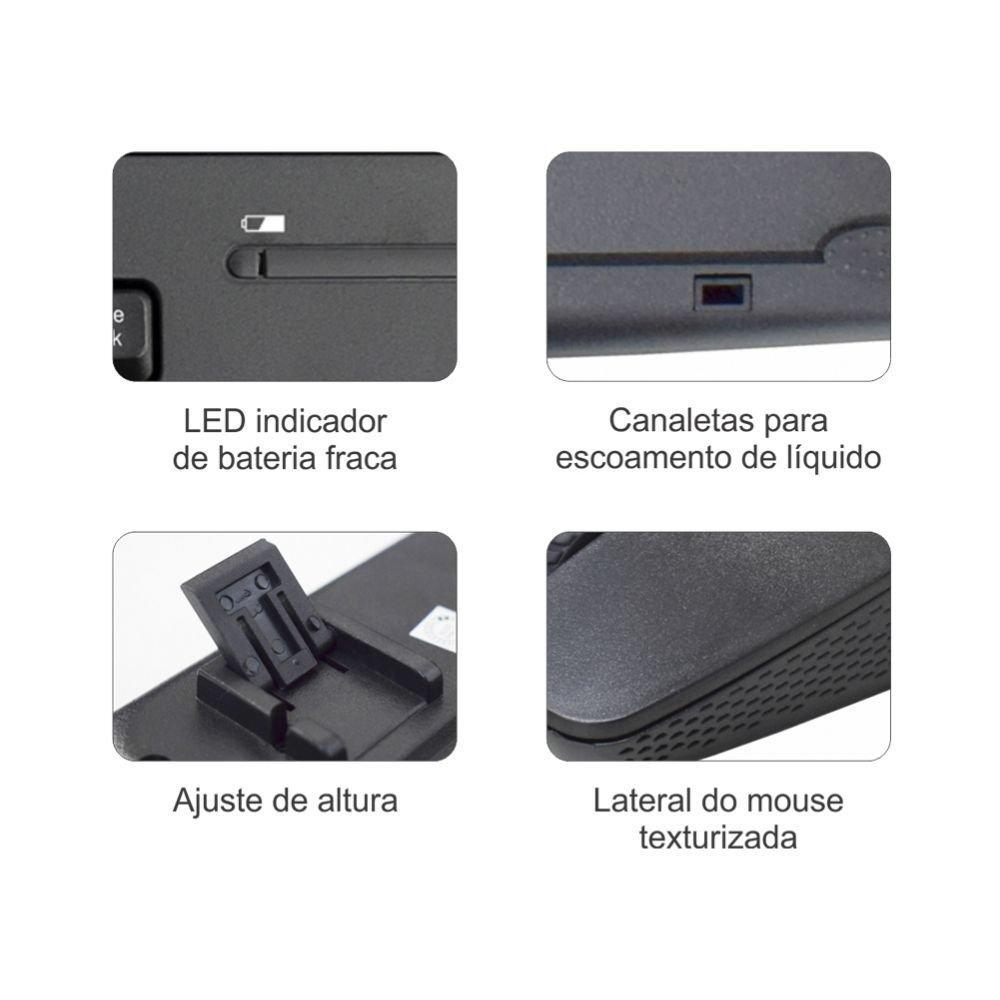 e
k
LED indicador
de bateria fraca
Canaletas para
escoamento de líquido
Ajuste de altura
Lateral do mouse
texturizada